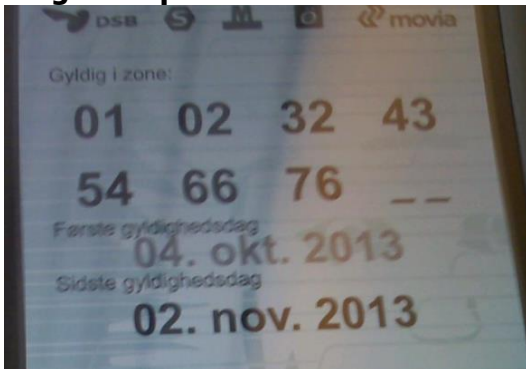 DSB S M movia
Gyldig i zone:
01 02 32 43
54 66 76 _ _
Første gyldighedsdag
04. okt. 2013
Sidste gyldighedsdag
02. nov. 2013